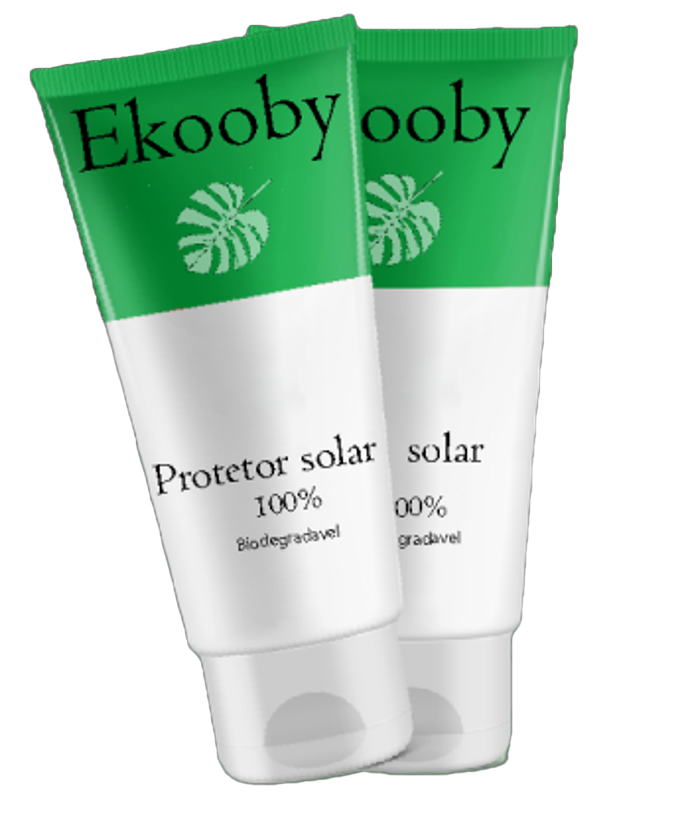 Ekooby
Protetor solar
100%
Biodegradavel
ooby
solar
00%
gradavel